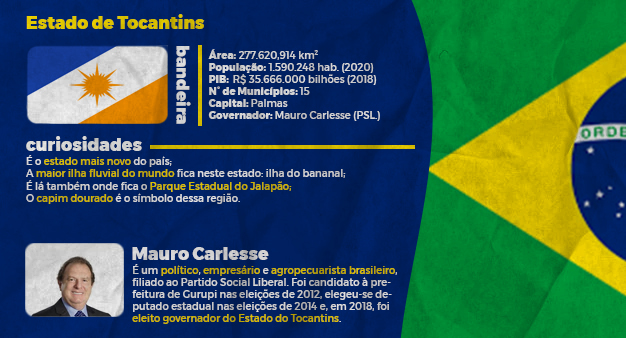 Estado de Tocantins
bandeira
Área: 277.620,914 km²
População: 1.590.248 hab. (2020)
PIB: R$ 35.666.000 bilhões (2018)
N° de Municípios: 15
Capital: Palmas
Governador: Mauro Carlesse (PSL.)
curiosidades
É o estado mais novo do país;
A maior ilha fluvial do mundo fica neste estado: ilha do bananal;
É lá também onde fica o Parque Estadual do Jalapão;
O capim dourado é o símbolo dessa região.
Mauro Carlesse
É um político, empresário e agropecuarista brasileiro,
filiado ao Partido Social Liberal. Foi candidato à pre-
feitura de Gurupi nas eleições de 2012, elegeu-se de-
putado estadual nas eleições de 2014 e, em 2018, foi
eleito governador do Estado do Tocantins.
ORDE